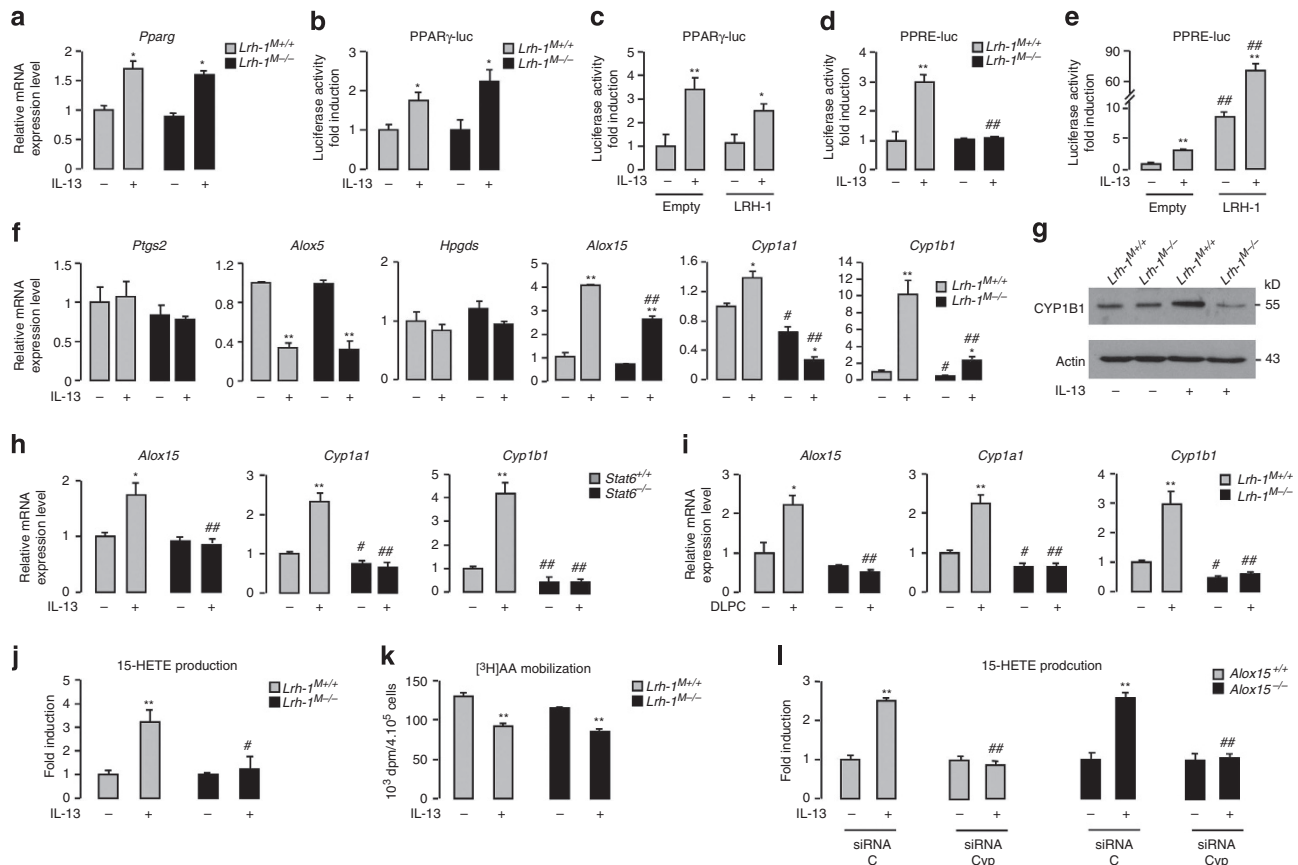 a
Pparg
Relative mRNA expression level
2
1.5
1
0.5
0
*
*
IL-13 – + – +
Lrh-1M+/+
Lrh-1M–/–
b
PPARγ-luc
Luciferase activity fold induction
3
2
1
0
*
*
IL-13 – + – +
c
PPARγ-luc
Luciferase activity fold induction
5
4
3
2
1
0
**
*
IL-13 – + – +
Empty LRH-1
d
PPRE-luc
Lrh-1M+/+
Lrh-1M–/–
Luciferase activity fold induction
4
3
2
1
0
**
##
IL-13 – + – +
e
PPRE-luc
Luciferase activity fold induction
90
60
10
5
0
**
##
##
**
IL-13 – + – +
Empty LRH-1
f
Ptgs2
Relative mRNA expression level
1.5
1
0.5
0
IL-13 – + – +
Alox5
1.2
0.9
0.6
0.3
0
**
**
– + – +
Hpgds
2
1
0
– + – +
Alox15
5
4
3
2
1
0
**
##
**
– + – +
Cyp1a1
1.6
1.2
0.8
0.4
0
*
#
##
*
– + – +
Cyp1b1
14
12
10
8
6
4
2
0
**
#
##
*
– + – +
Lrh-1M+/+
Lrh-1M–/–
g
Lrh-1M+/+ Lrh-1M–/– Lrh-1M+/+ Lrh-1M–/–
kD
CYP1B1 55
Actin 43
IL-13 – – + +
h
Alox15
Relative mRNA expression level
2
1
0
*
##
IL-13 – + – +
Cyp1a1
3
2
1
0
**
#
##
– + – +
Cyp1b1
5
4
3
2
1
0
**
##
##
– + – +
Stat6+/+
Stat6–/–
i
Alox15
Relative mRNA expression level
3
2
1
0
*
##
DLPC – + – +
Cyp1a1
3
2
1
0
**
#
##
– + – +
Cyp1b1
4
3
2
1
0
**
#
##
– + – +
Lrh-1M+/+
Lrh-1M–/–
j
15-HETE production
Fold induction
5
4
3
2
1
0
**
#
IL-13 – + – +
Lrh-1M+/+
Lrh-1M–/–
k
[3H]AA mobilization
103 dpm/4.105 cells
150
100
50
0
**
**
IL-13 – + – +
Lrh-1M+/+
Lrh-1M–/–
l
15-HETE prodcution
Fold induction
3
2
1
0
**
##
**
##
IL-13 – + – + – + – +
siRNA C
siRNA Cyp
siRNA C
siRNA Cyp
Alox15+/+
Alox15–/–